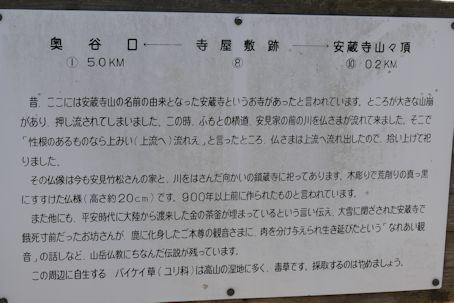 奥谷口 ← 寺屋敷跡 → 安蔵寺山々頂
① 5.0KM ⑧ ⑩ 0.2KM
昔、ここには安蔵寺山の名前の由来となった安蔵寺というお寺があったと言われています。ところが大きな山崩
があり、押し流されてしまいました。この時、ふもとの横道、安見家の前の川を仏さまが流れて来ました。そこで
「性根のあるものなら上みい(上流へ)流れえ」と言ったところ、仏さまは上流へ流れ出したので、拾い上げて祀
りました。
その仏像は今も安見竹松さんの家と、川をはさんだ向かいの鎮蔵寺に祀ってあります。木彫りで荒削りの真っ黒
にすすけた仏様(高さ約20cm)です。900年以上前に作られたものと言われています。
また他にも、平安時代に大陸から渡来した金の茶釜が埋まっているという言い伝え、大雪に閉ざされた安蔵寺で
餓死寸前だったお坊さんが、鹿に化身したご本尊の観音さまに、肉を分け与えられ生き延びたという「なれあい観
音」の話しなど、山岳仏教にちなんだ伝説が残っています。
この周辺に自生する バイケイ草(ユリ科)は高山の湿地に多く、毒草です。採取するのはやめましょう。